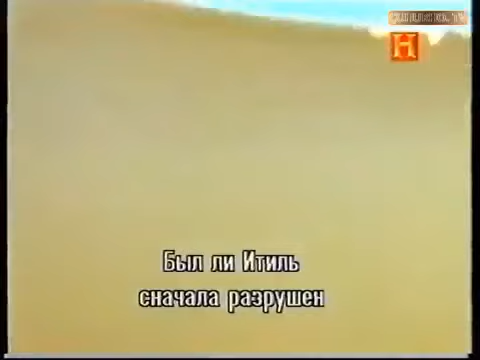 H
Был ли Итиль
сначала разрушен